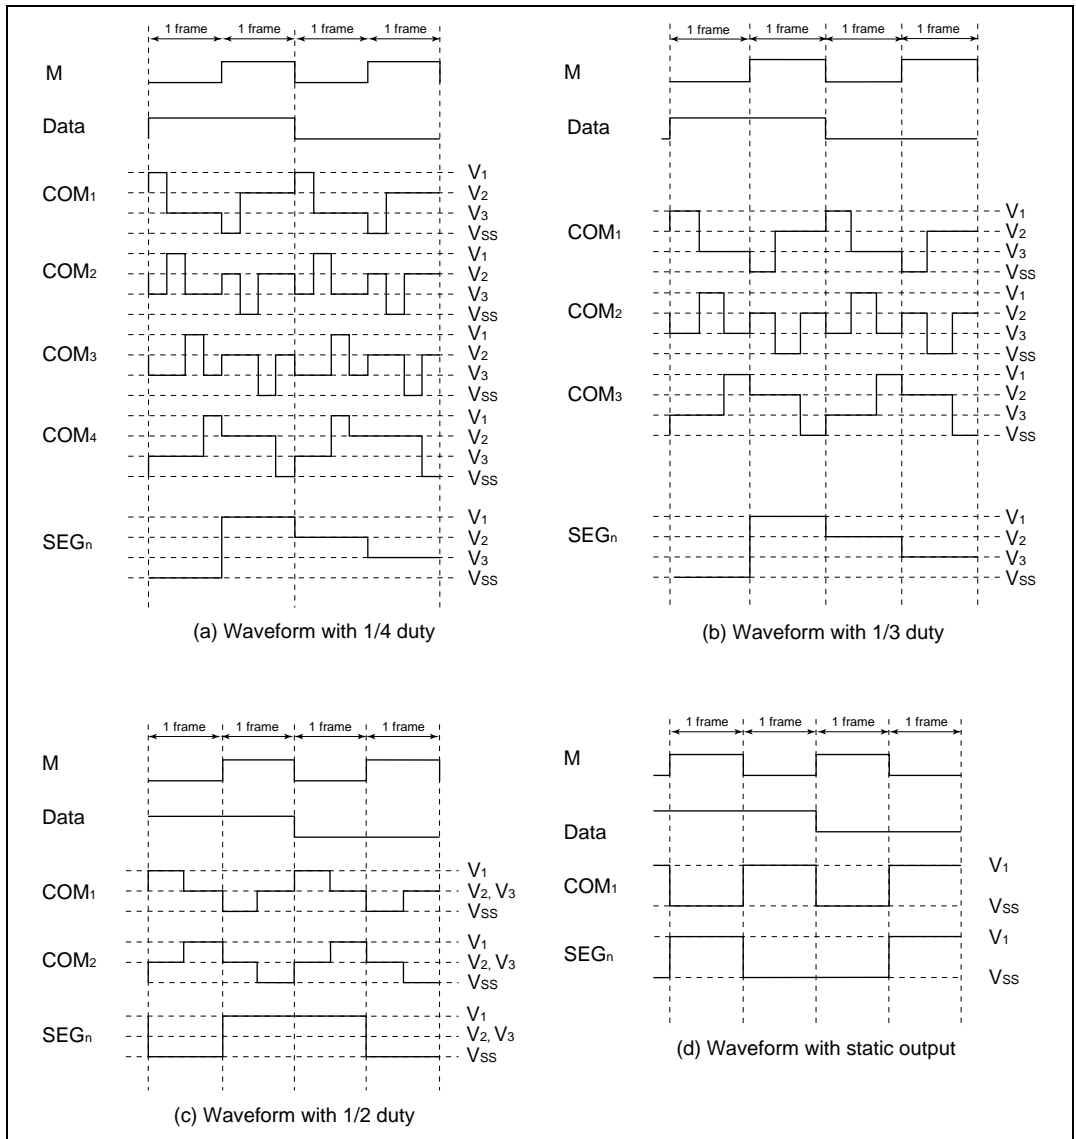 1 frame 1 frame 1 frame 1 frame
M
Data
COM1
V1
V2
V3
VSS
COM2
V1
V2
V3
VSS
COM3
V1
V2
V3
VSS
COM4
V1
V2
V3
VSS
SEGn
V1
V2
V3
VSS
(a) Waveform with 1/4 duty
1 frame 1 frame 1 frame 1 frame
M
Data
COM1
V1
V2
V3
VSS
COM2
V1
V2
V3
VSS
COM3
V1
V2
V3
VSS
SEGn
V1
V2
V3
VSS
(b) Waveform with 1/3 duty
1 frame 1 frame 1 frame 1 frame
M
Data
COM1
V1
V2, V3
VSS
COM2
V1
V2, V3
VSS
SEGn
V1
V2, V3
VSS
(c) Waveform with 1/2 duty
1 frame 1 frame 1 frame 1 frame
M
Data
COM1
V1
VSS
SEGn
V1
VSS
(d) Waveform with static output